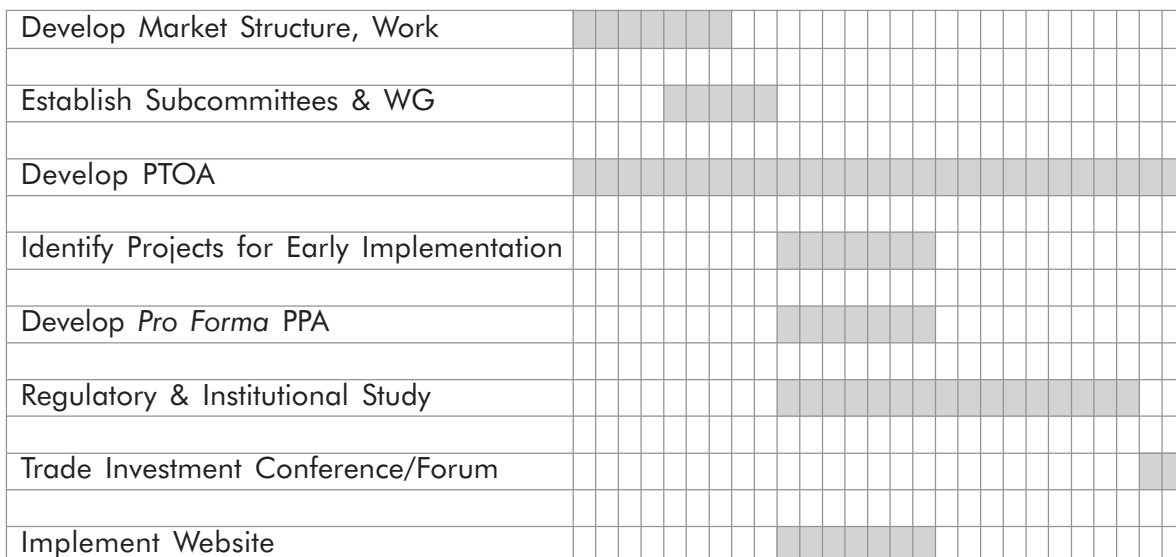 Develop Market Structure, Work
Establish Subcommittees & WG
Develop PTOA
Identify Projects for Early Implementation
Develop Pro Forma PPA
Regulatory & Institutional Study
Trade Investment Conference/Forum
Implement Website